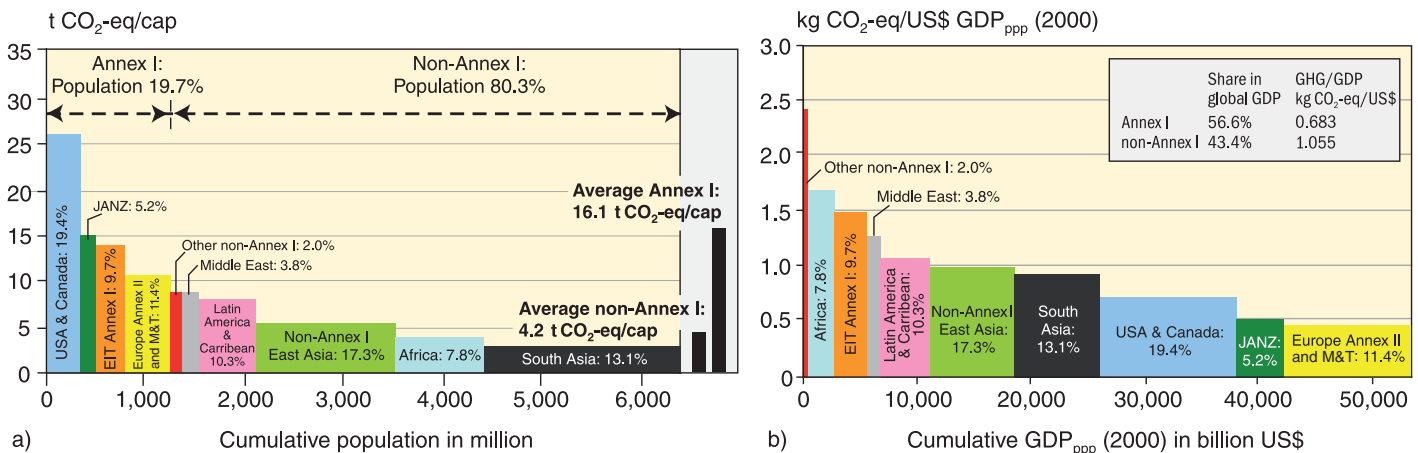 t CO₂-eq/cap
35
30
25
20
15
10
5
0
Annex I:
Population 19.7%
Non-Annex I:
Population 80.3%
USA & Canada: 19.4%
JANZ: 5.2%
EIT Annex I: 9.7%
Europe Annex II
and M&T: 11.4%
Other non-Annex I: 2.0%
Middle East: 3.8%
Latin
America
&
Carribean
10.3%
Non-Annex I
East Asia: 17.3%
Africa: 7.8%
South Asia: 13.1%
Average Annex I:
16.1 t CO₂-eq/cap
Average non-Annex I:
4.2 t CO₂-eq/cap
0
1,000
2,000
3,000
4,000
5,000
6,000
a)
Cumulative population in million
kg CO₂-eq/US$ GDPppp (2000)
3.0
2.5
2.0
1.5
1.0
0.5
0
Share in GHG/GDP
global GDP kg CO₂-eq/US$
Annex I 56.6% 0.683
non-Annex I 43.4% 1.055
Other non-Annex I: 2.0%
Middle East: 3.8%
Africa: 7.8%
EIT Annex I: 9.7%
Latin America
& Carribean:
10.3%
Non-Annex I
East Asia:
17.3%
South
Asia:
13.1%
USA & Canada:
19.4%
JANZ:
5.2%
Europe Annex II
and M&T: 11.4%
0
10,000
20,000
30,000
40,000
50,000
b)
Cumulative GDPppp (2000) in billion US$